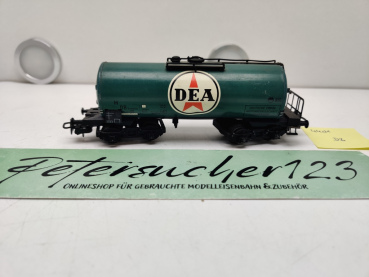 DEA
Petersucher123
ONLINESHOP FÜR GEBRAUCHTE MODELLEISENBAHN & ZUBEHÖR